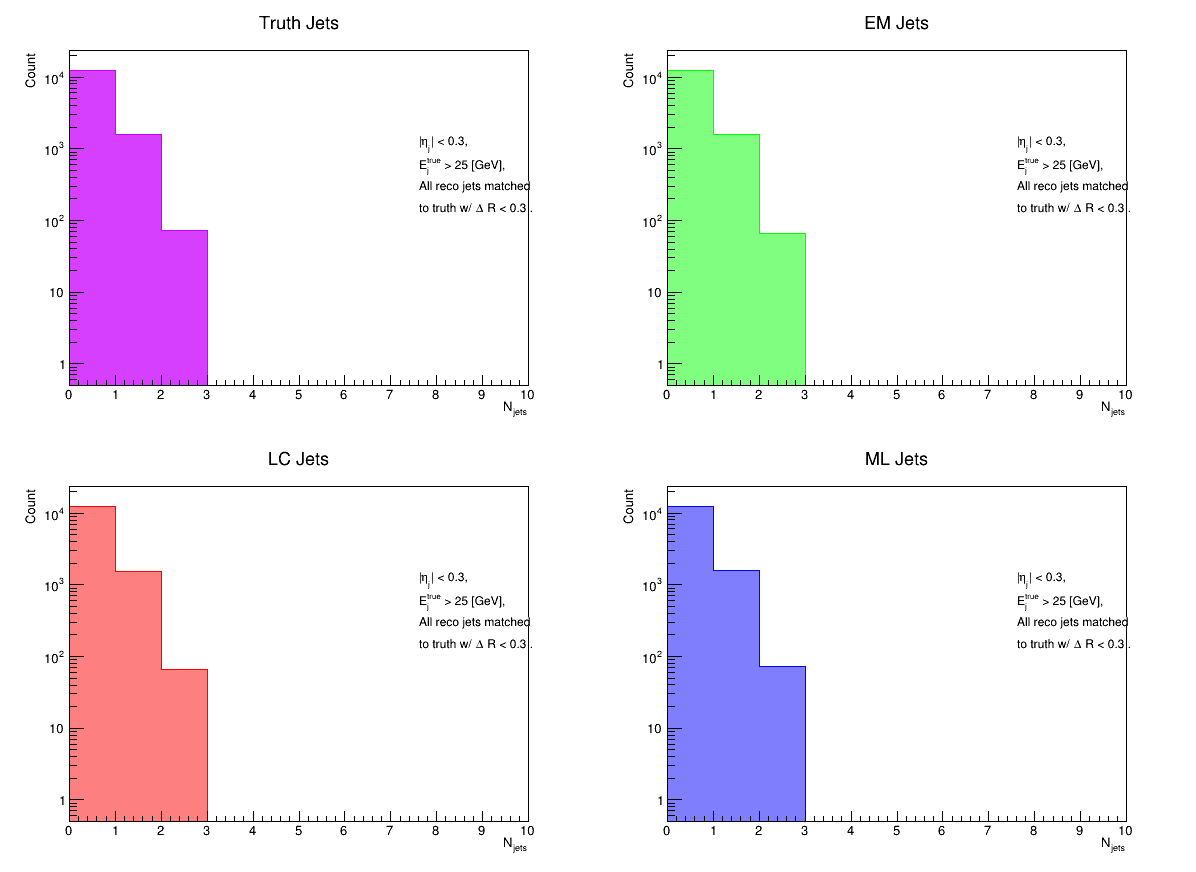 Truth Jets
Count
10^4
10^3
10^2
10
1
0 1 2 3 4 5 6 7 8 9 10
N_jets
|η_j| < 0.3,
E_j^true > 25 [GeV],
All reco jets matched
to truth w/ Δ R < 0.3 .
EM Jets
Count
10^4
10^3
10^2
10
1
0 1 2 3 4 5 6 7 8 9 10
N_jets
|η_j| < 0.3,
E_j^true > 25 [GeV],
All reco jets matched
to truth w/ Δ R < 0.3 .
LC Jets
Count
10^4
10^3
10^2
10
1
0 1 2 3 4 5 6 7 8 9 10
N_jets
|η_j| < 0.3,
E_j^true > 25 [GeV],
All reco jets matched
to truth w/ Δ R < 0.3 .
ML Jets
Count
10^4
10^3
10^2
10
1
0 1 2 3 4 5 6 7 8 9 10
N_jets
|η_j| < 0.3,
E_j^true > 25 [GeV],
All reco jets matched
to truth w/ Δ R < 0.3 .